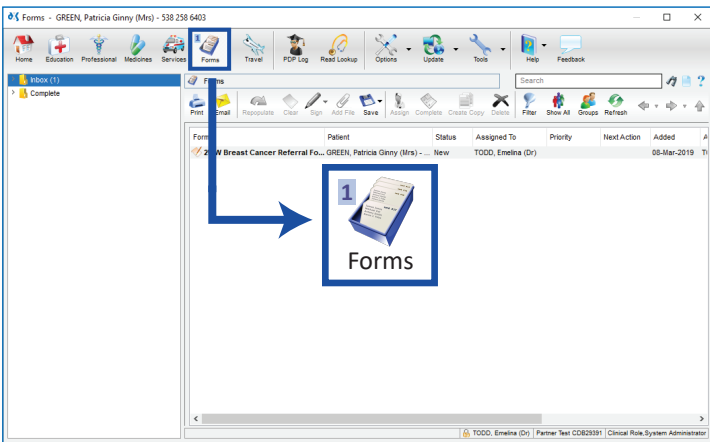 Forms - GREEN, Patricia Ginny (Mrs) - 538 258 6403
Home Education Professional Medicines Services 1 Forms Travel PDP Log Read Lookup Options Update Tools Help Feedback
Inbox (1)
Complete
Forms
Search
Print Email Repopulate Clear Sign Add File Save Assign Complete Create Copy Delete Filter Show All Groups Refresh
Patient Status Assigned To Priority Next Action Added
Breast Cancer Referral Fo... GREEN, Patricia Ginny (Mrs) - ... New TODD, Emelina (Dr) 08-Mar-2019
1
Forms
TODD, Emelina (Dr) Partner Test CDB29391 Clinical Role,System Administrator